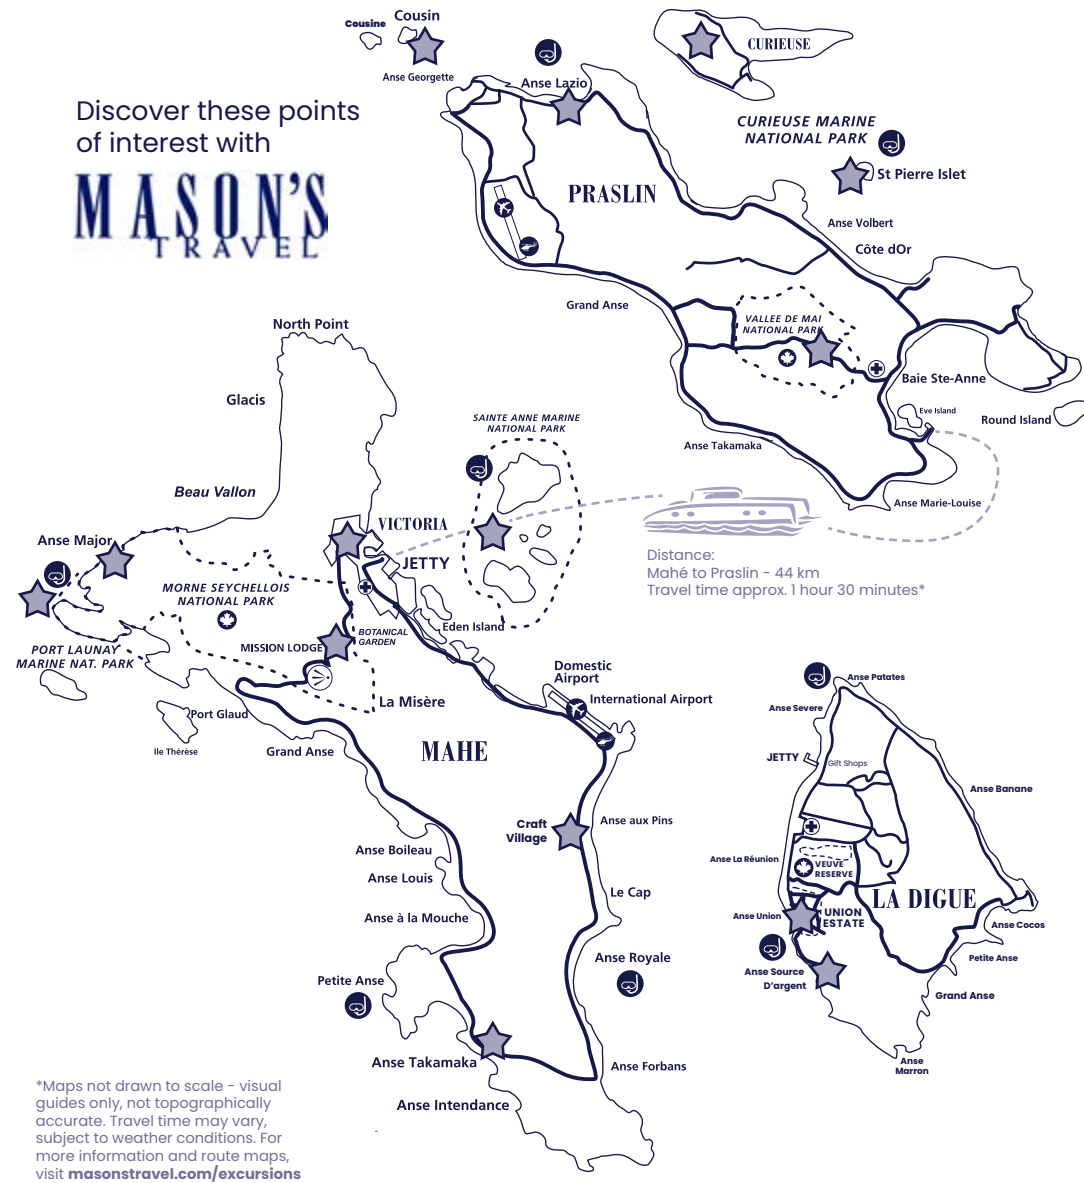 Cousin
Cousine
Anse Georgette
Anse Lazio
CURIEUSE
Discover these points
of interest with
MASON'S
TRAVEL
CURIEUSE MARINE
NATIONAL PARK
St Pierre Islet
PRASLIN
Anse Volbert
Côte dOr
Grand Anse
VALLEE DE MAI
NATIONAL PARK
Baie Ste-Anne
Eve Island
Round Island
Anse Takamaka
Anse Marie-Louise
North Point
Glacis
Beau Vallon
SAINTE ANNE MARINE
NATIONAL PARK
VICTORIA
JETTY
Anse Major
MORNE SEYCHELLOIS
NATIONAL PARK
PORT LAUNAY
MARINE NAT. PARK
MISSION LODGE
BOTANICAL
GARDEN
Eden Island
Distance:
Mahé to Praslin - 44 km
Travel time approx. 1 hour 30 minutes*
Domestic
Airport
International Airport
La Misère
Port Glaud
Ile Thérèse
Grand Anse
MAHE
Craft
Village
Anse aux Pins
Anse Boileau
Anse Louis
Le Cap
Anse à la Mouche
Anse Royale
Petite Anse
Anse Takamaka
Anse Forbans
Anse Intendance
Anse Patates
Anse Severe
JETTY
Gift Shops
Anse Banane
Anse La Réunion
VEUVE
RESERVE
LA DIGUE
Anse Union
UNION
ESTATE
Anse Cocos
Petite Anse
Anse Source
D'argent
Grand Anse
Anse
Marron
*Maps not drawn to scale - visual
guides only, not topographically
accurate. Travel time may vary,
subject to weather conditions. For
more information and route maps,
visit masonstravel.com/excursions